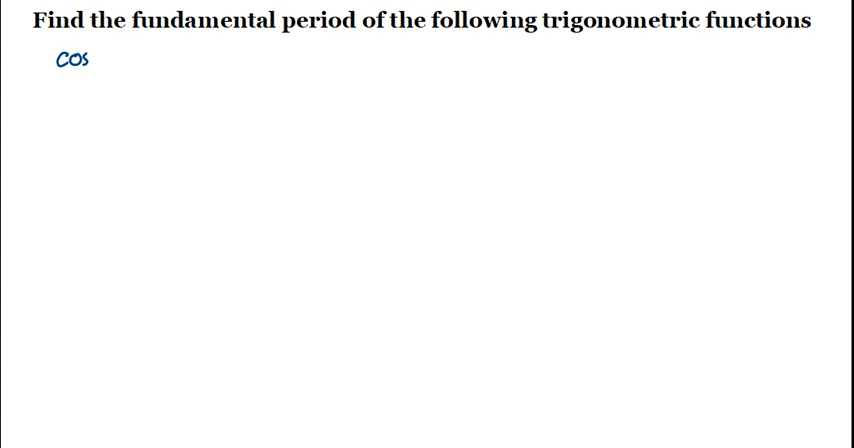 Find the fundamental period of the following trigonometric functions
cos